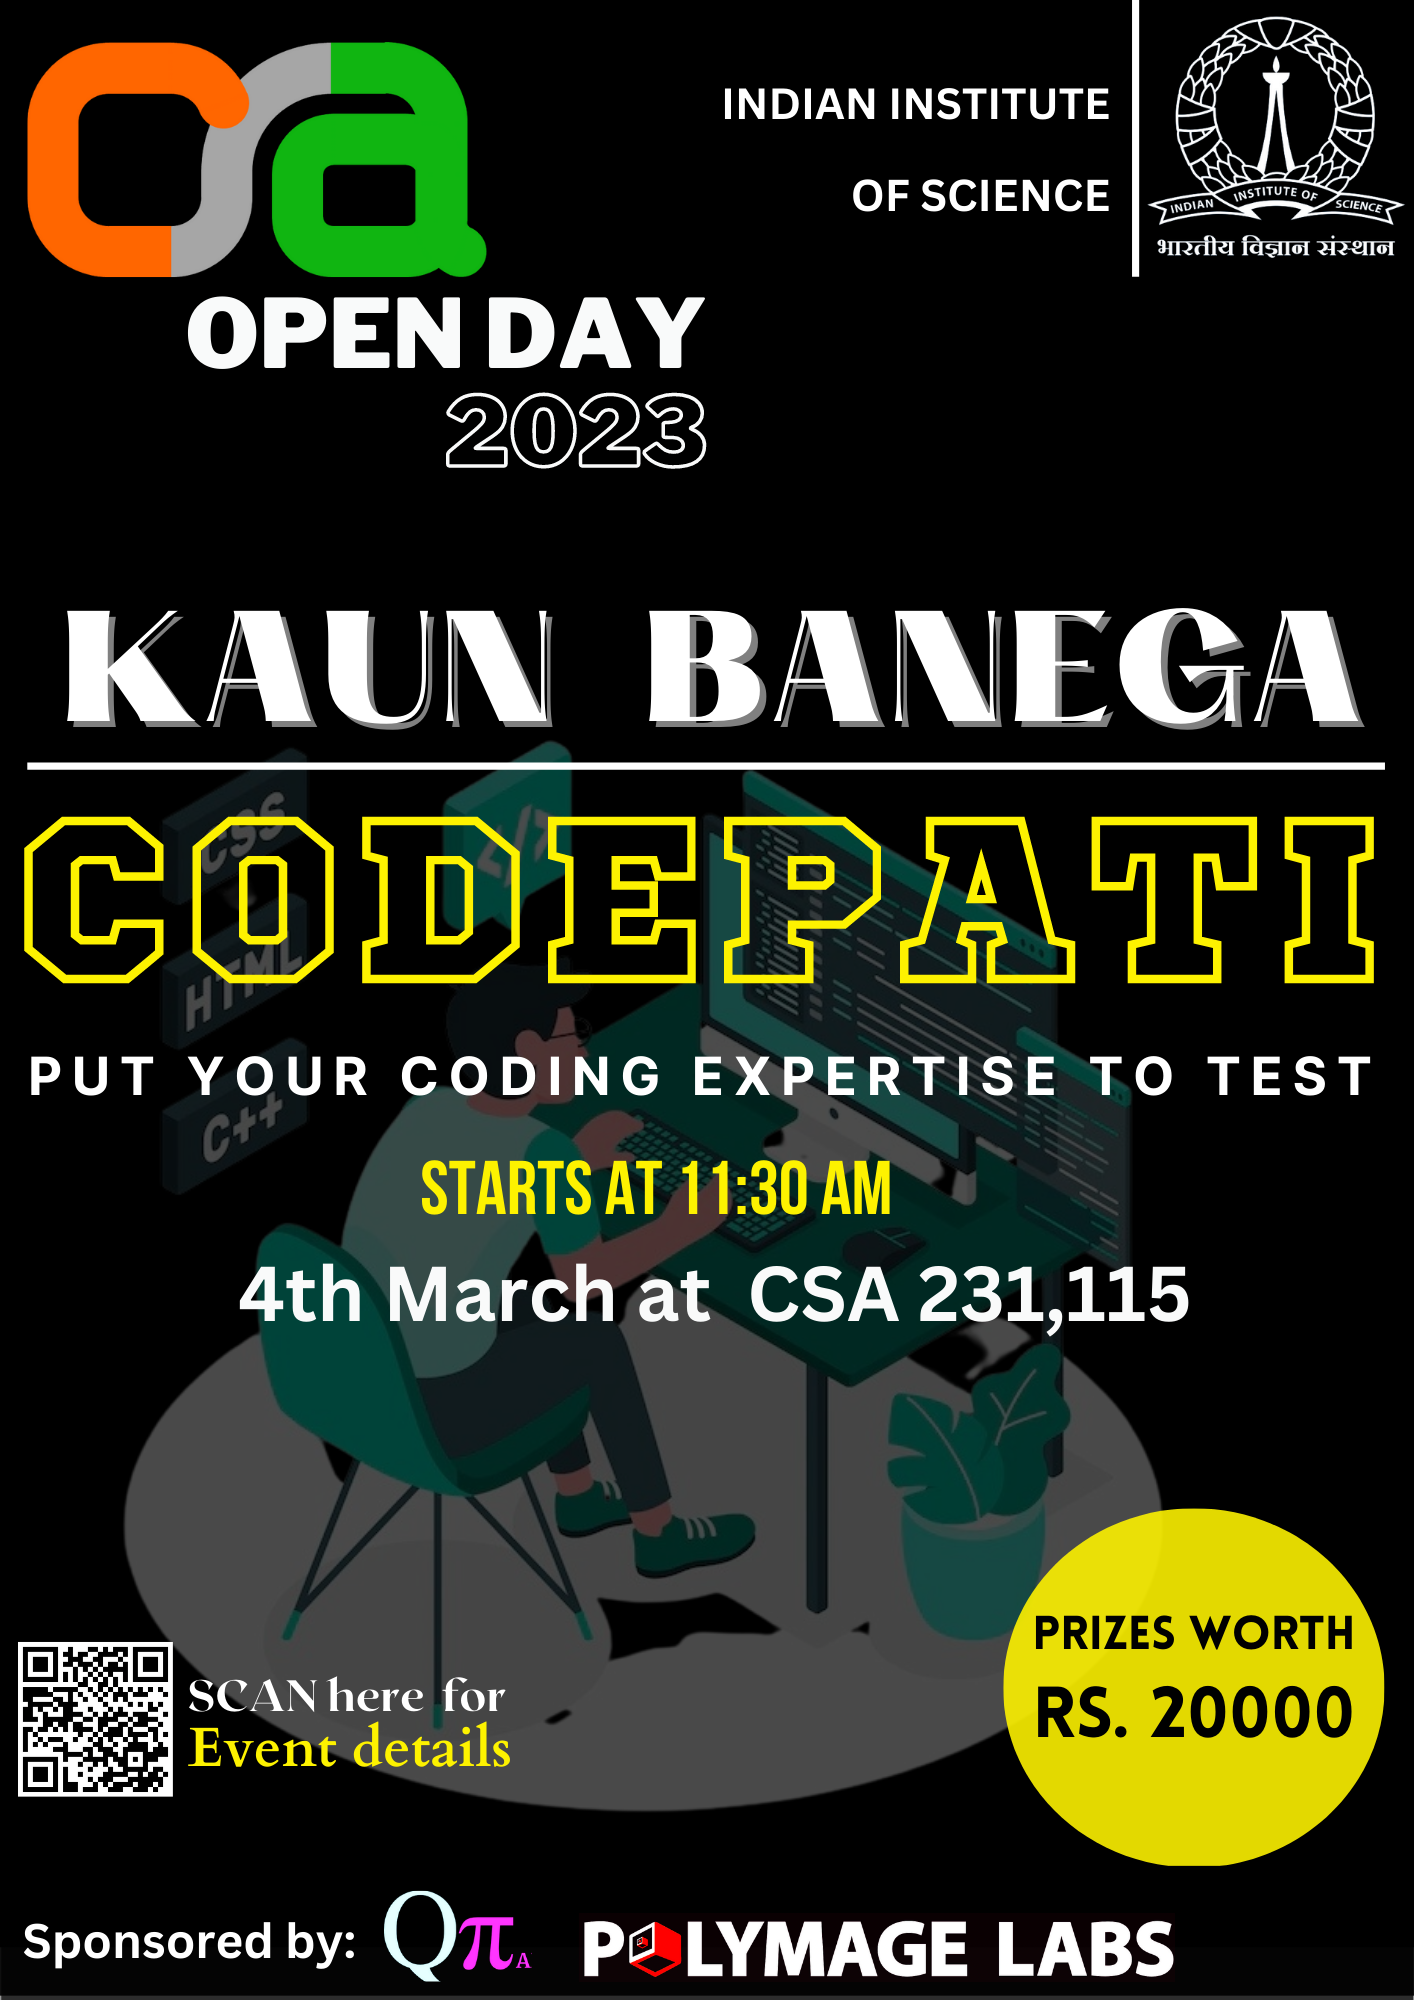 csa
OPEN DAY
2023
INDIAN INSTITUTE
OF SCIENCE
INDIAN INSTITUTE OF SCIENCE
भारतीय विज्ञान संस्थान
KAUN BANEGA
CODEPATI
CSS
</>
HTML
C++
PUT YOUR CODING EXPERTISE TO TEST
STARTS AT 11:30 AM
4th March at CSA 231,115
PRIZES WORTH
RS. 20000
SCAN here for
Event details
Sponsored by:
QπA
POLYMAGE LABS